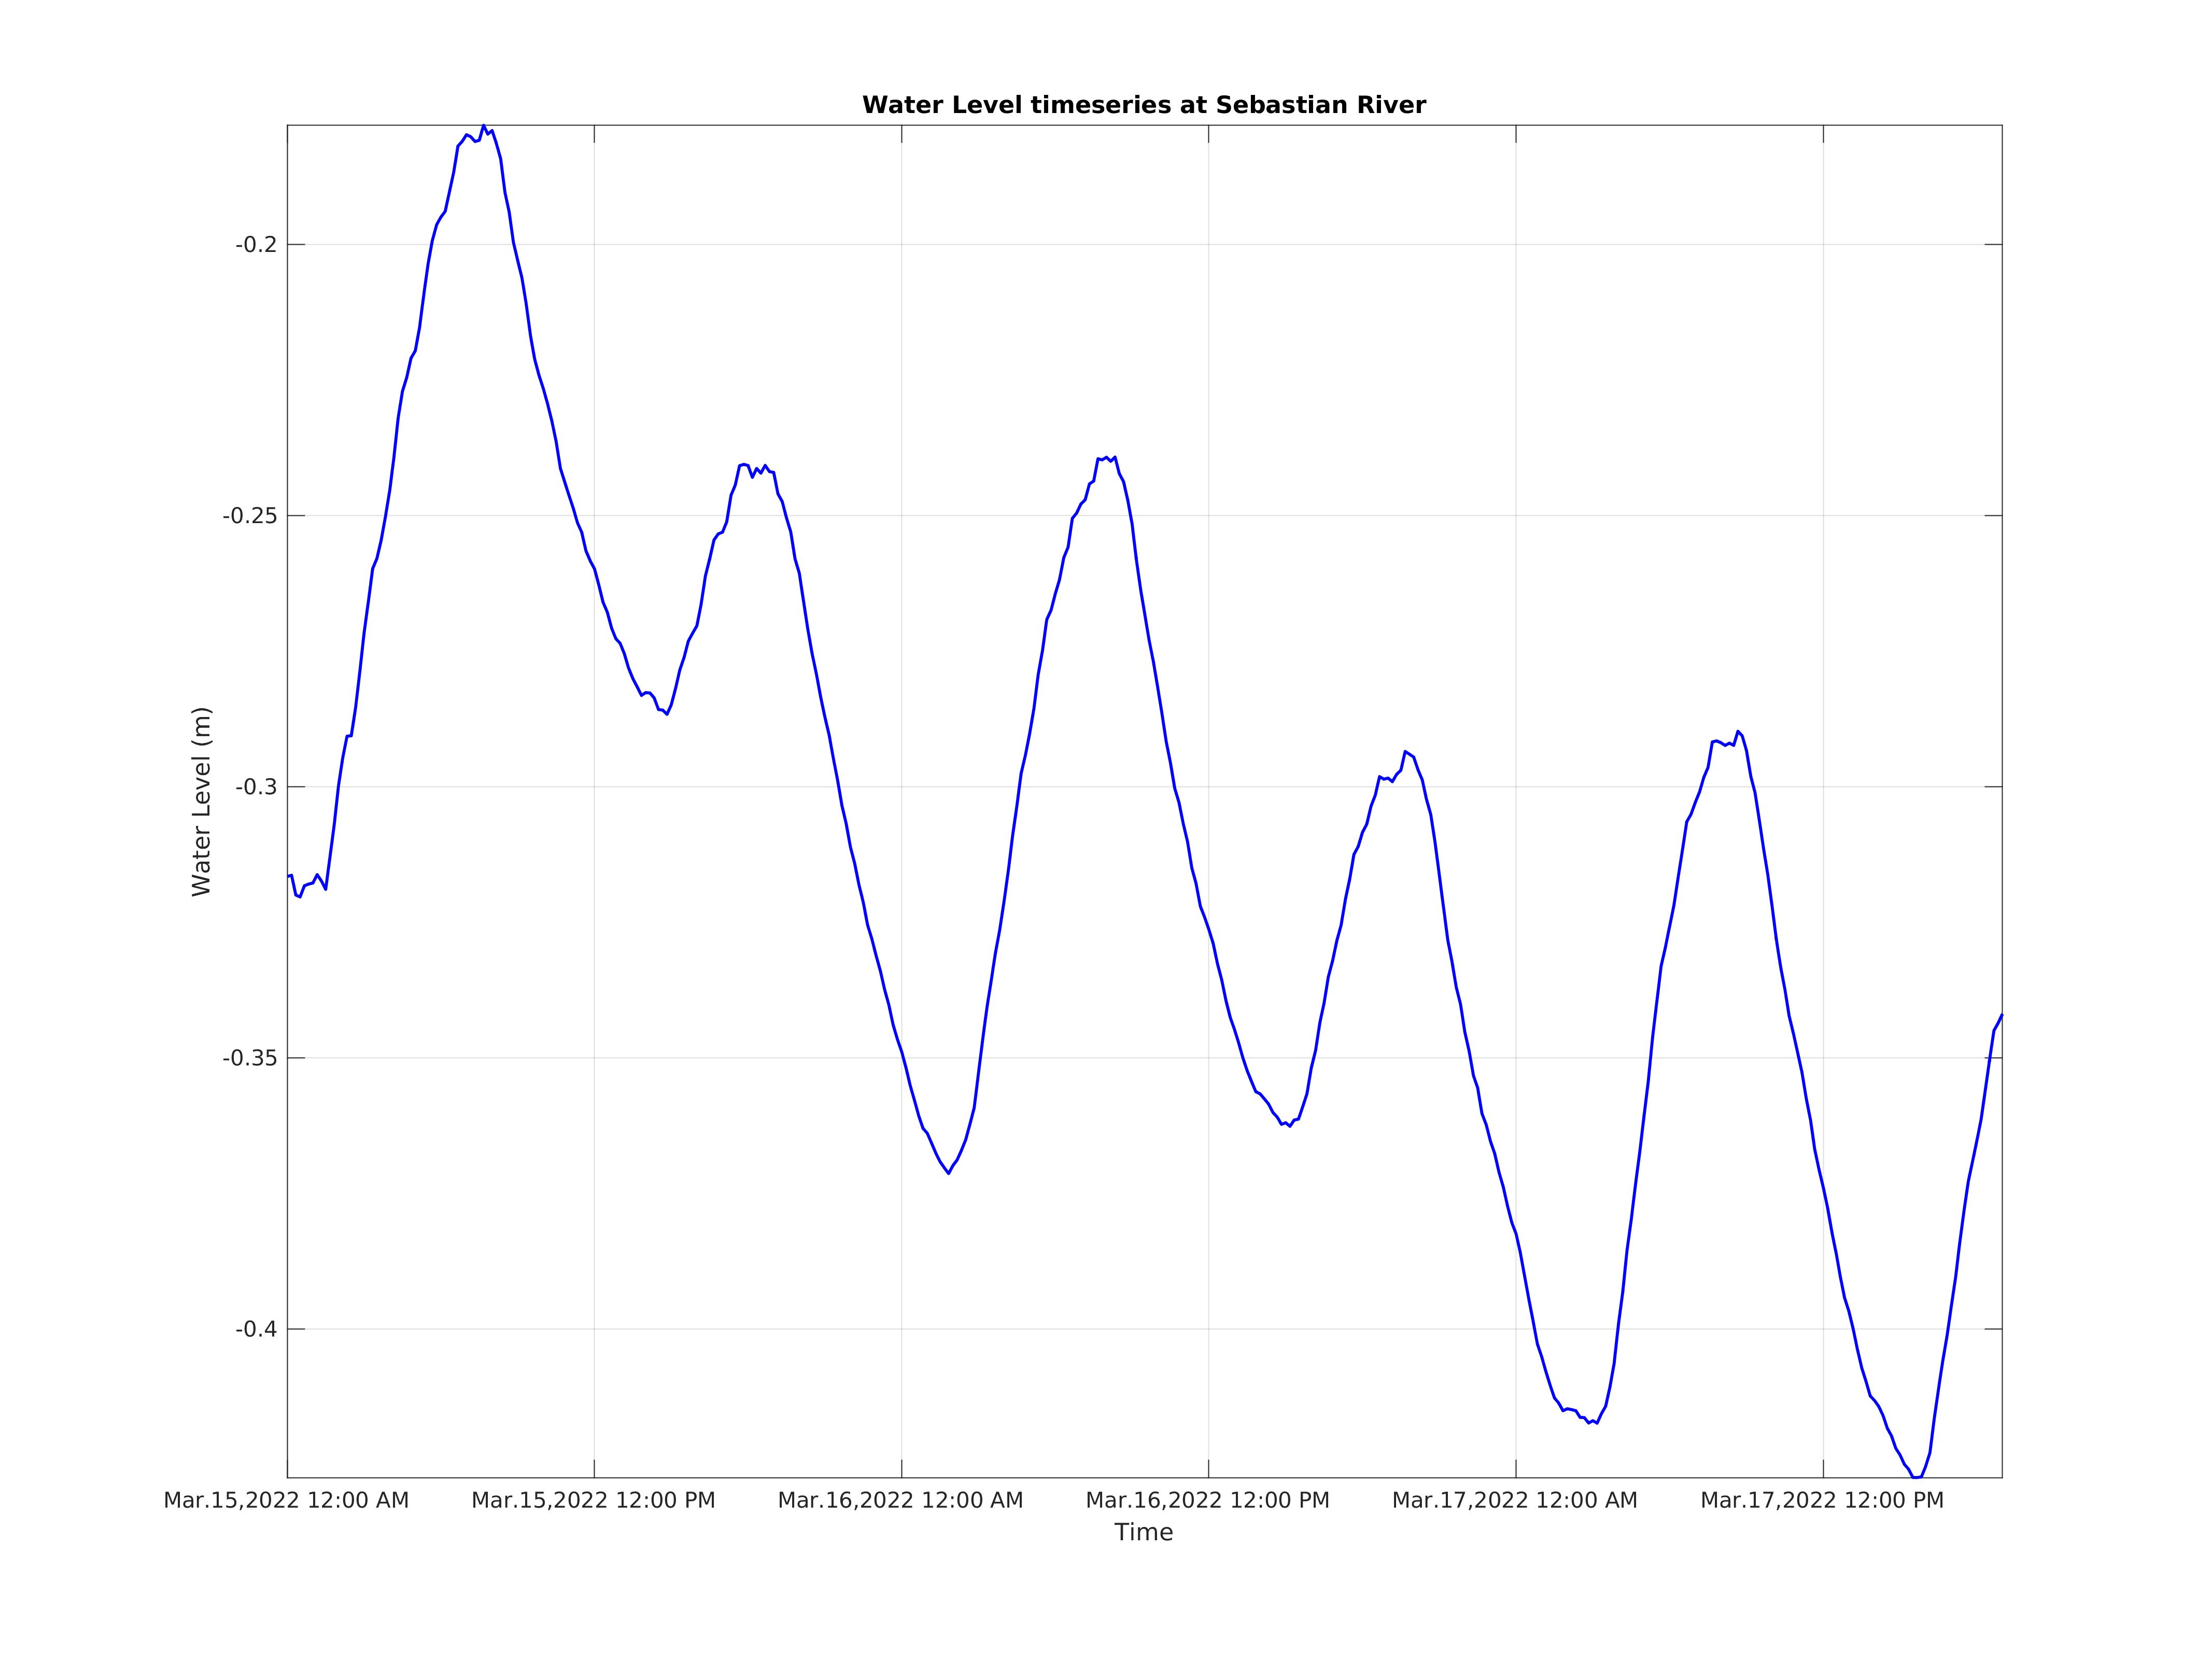 Water Level timeseries at Sebastian River
-0.2
-0.25
-0.3
-0.35
-0.4
Water Level (m)
Mar.15,2022 12:00 AM Mar.15,2022 12:00 PM Mar.16,2022 12:00 AM Mar.16,2022 12:00 PM Mar.17,2022 12:00 AM Mar.17,2022 12:00 PM
Time